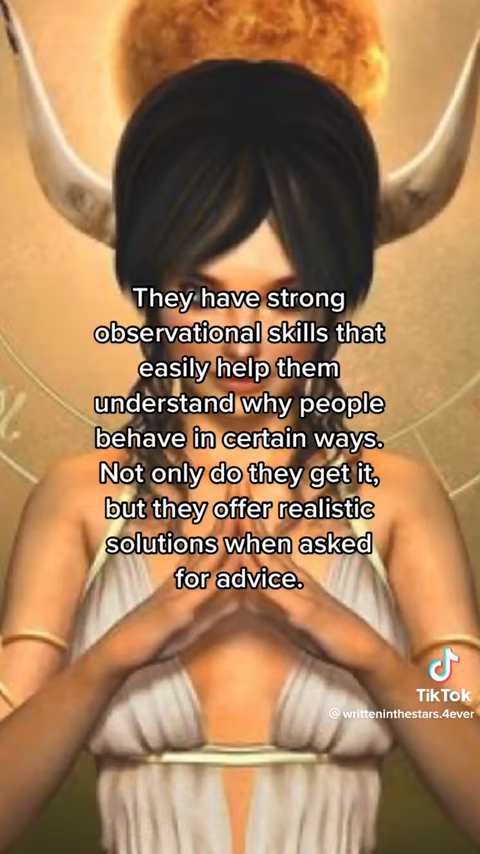 They have strong
observational skills that
easily help them
understand why people
behave in certain ways.
Not only do they get it,
but they offer realistic
solutions when asked
for advice.
TikTok
@ writteninthestars.4ever